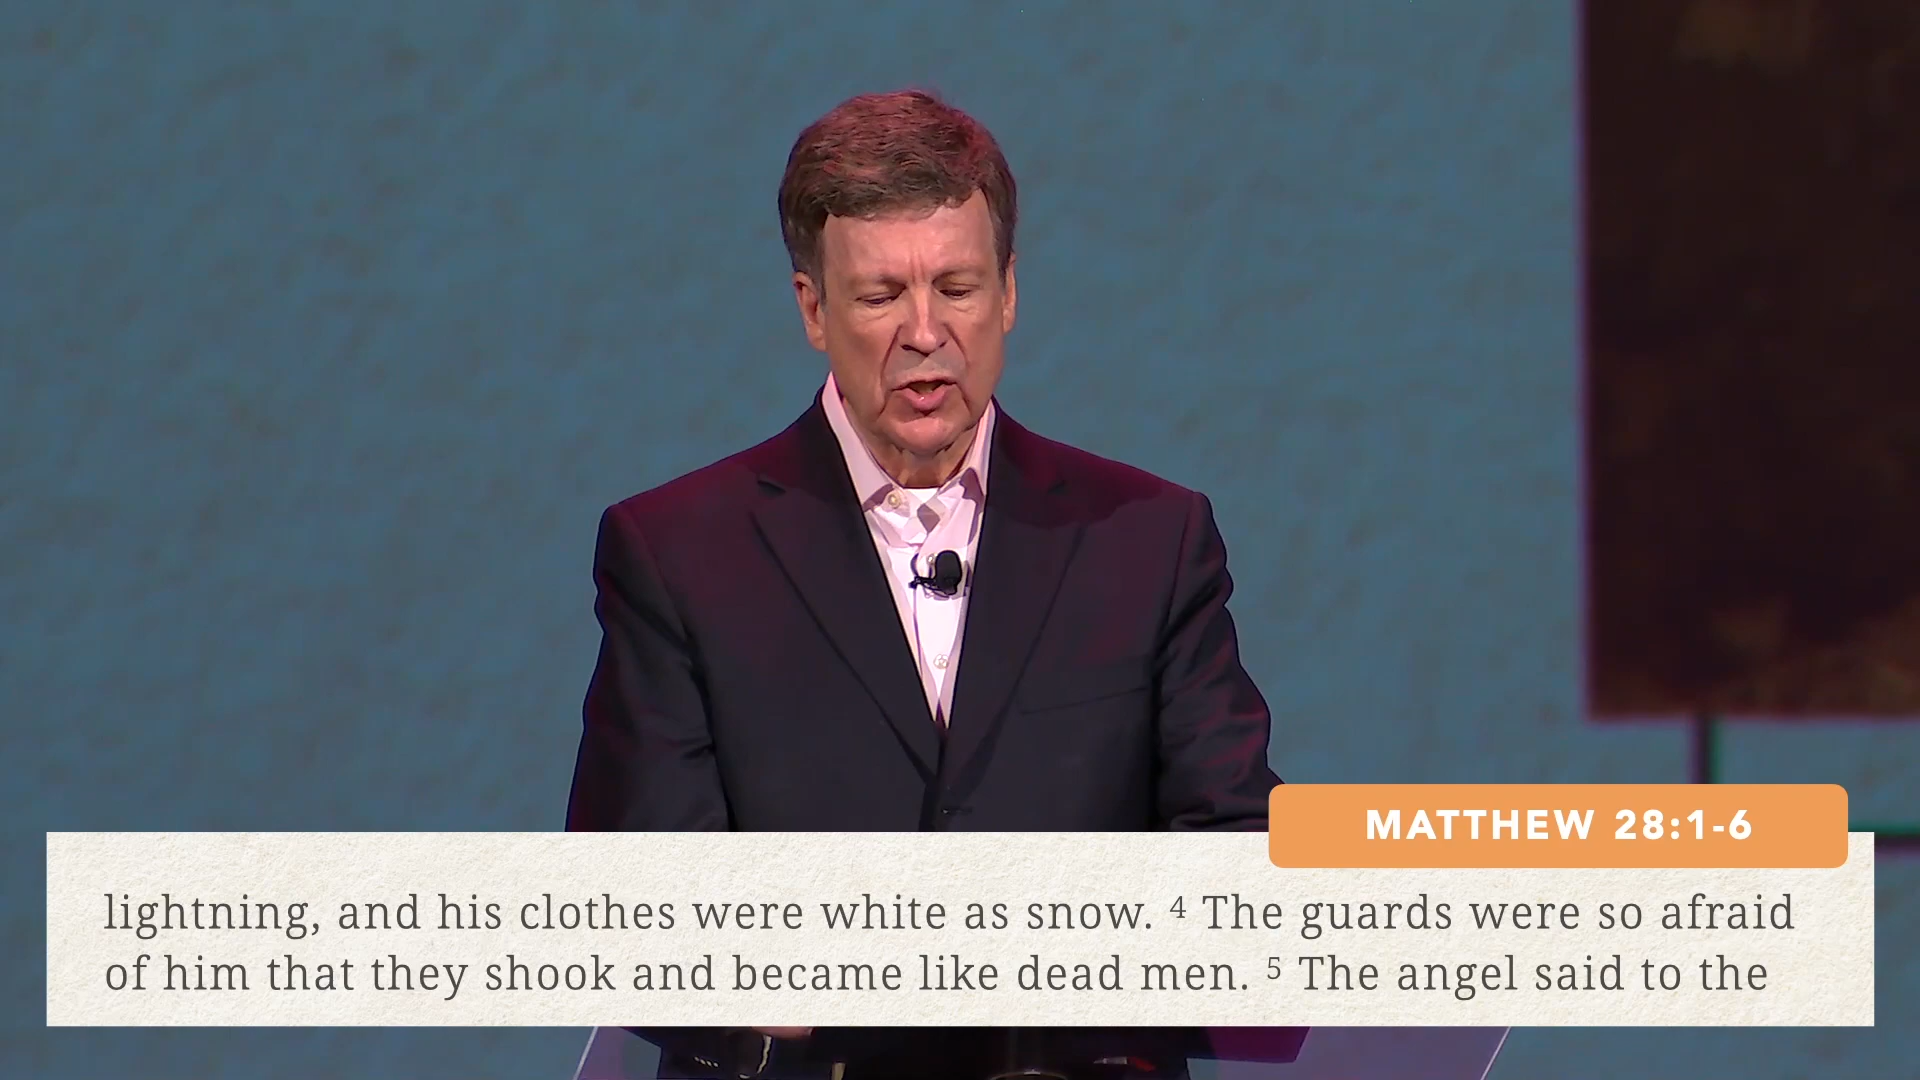 MATTHEW 28:1-6
lightning, and his clothes were white as snow. ⁴ The guards were so afraid
of him that they shook and became like dead men. ⁵ The angel said to the